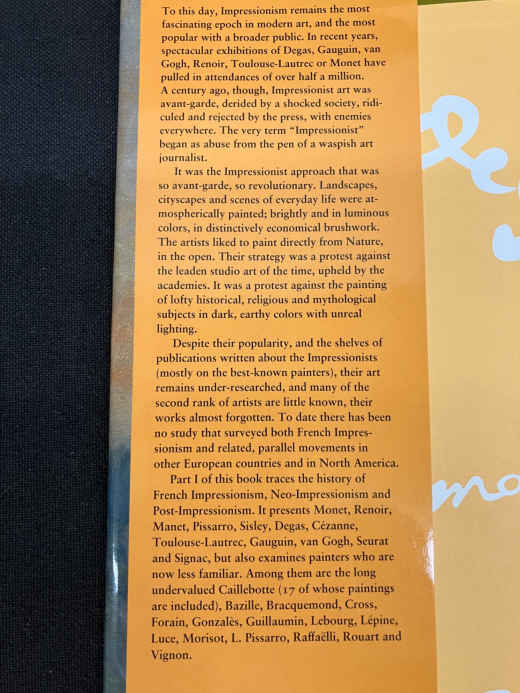 To this day, Impressionism remains the most
fascinating epoch in modern art, and the most
popular with a broader public. In recent years,
spectacular exhibitions of Degas, Gauguin, van
Gogh, Renoir, Toulouse-Lautrec or Monet have
pulled in attendances of over half a million.
A century ago, though, Impressionist art was
avant-garde, derided by a shocked society, ridi-
culed and rejected by the press, with enemies
everywhere. The very term “Impressionist”
began as abuse from the pen of a waspish art
journalist.
It was the Impressionist approach that was
so avant-garde, so revolutionary. Landscapes,
cityscapes and scenes of everyday life were at-
mospherically painted; brightly and in luminous
colors, in distinctively economical brushwork.
The artists liked to paint directly from Nature,
in the open. Their strategy was a protest against
the leaden studio art of the time, upheld by the
academies. It was a protest against the painting
of lofty historical, religious and mythological
subjects in dark, earthy colors with unreal
lighting.
Despite their popularity, and the shelves of
publications written about the Impressionists
(mostly on the best-known painters), their art
remains under-researched, and many of the
second rank of artists are little known, their
works almost forgotten. To date there has been
no study that surveyed both French Impres-
sionism and related, parallel movements in
other European countries and in North America.
Part I of this book traces the history of
French Impressionism, Neo-Impressionism and
Post-Impressionism. It presents Monet, Renoir,
Manet, Pissarro, Sisley, Degas, Cézanne,
Toulouse-Lautrec, Gauguin, van Gogh, Seurat
and Signac, but also examines painters who are
now less familiar. Among them are the long
undervalued Caillebotte (17 of whose paintings
are included), Bazille, Bracquemond, Cross,
Forain, Gonzalès, Guillaumin, Lebourg, Lépine,
Luce, Morisot, L. Pissarro, Raffaëlli, Rouart and
Vignon.